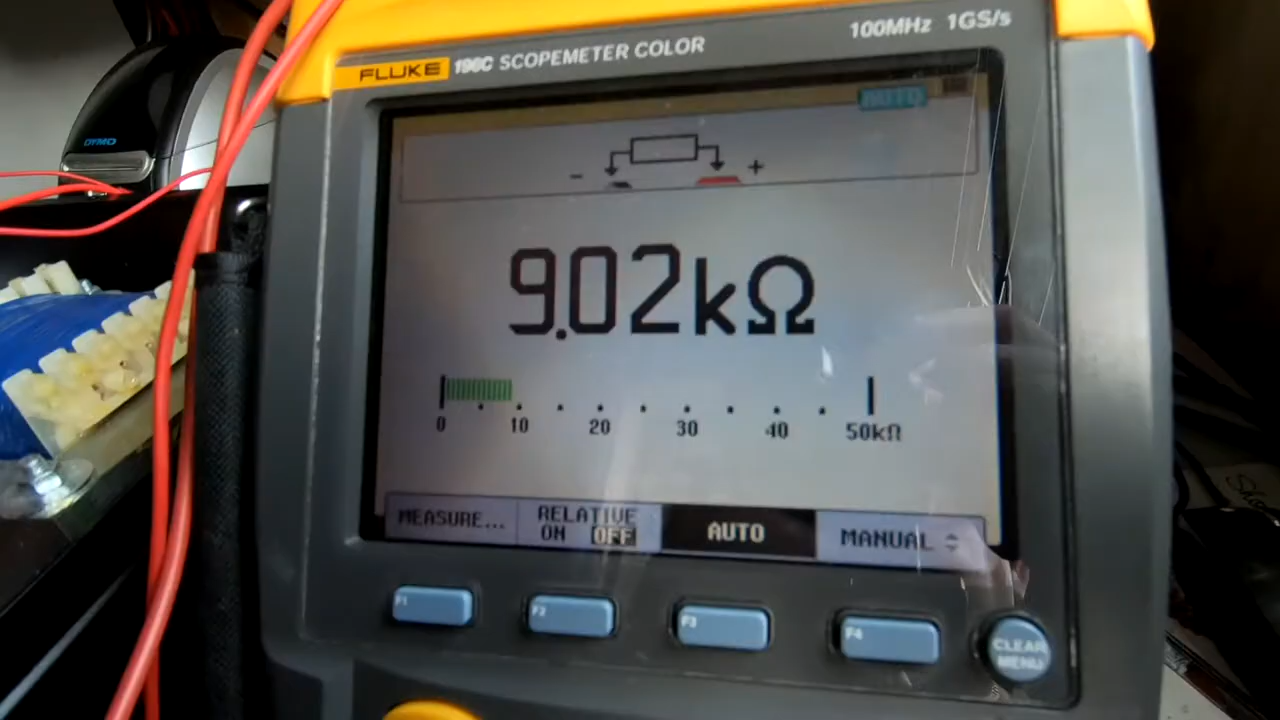 100MHz 1GS/s
FLUKE 196C SCOPEMETER COLOR
AUTO
DYMO
- +
9.02kΩ
0 10 20 30 40 50kΩ
MEASURE... RELATIVE ON OFF AUTO MANUAL
F1 F2 F3 F4
CLEAR
MENU